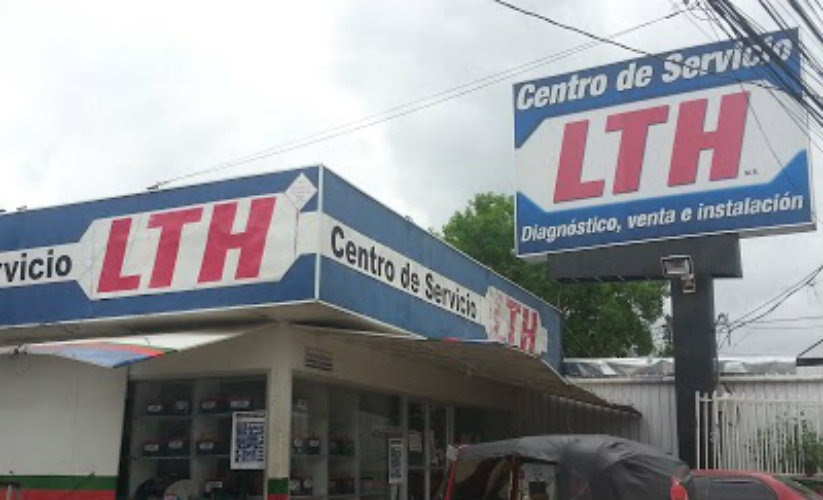 Centro de Servicio
LTH
M.R.
Diagnóstico, venta e instalación
rvicio LTH
Centro de Servicio LTH